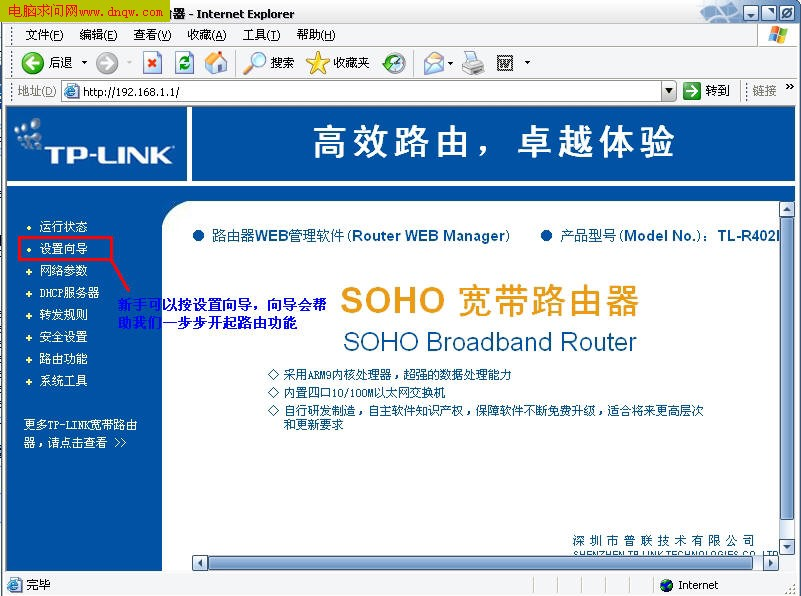 电脑求问网www.dnqw.com
器 - Internet Explorer
文件(F) 编辑(E) 查看(V) 收藏(A) 工具(T) 帮助(H)
后退 搜索 收藏夹
地址(D) http://192.168.1.1/ 转到 链接 »
TP-LINK
高效路由，卓越体验
• 运行状态
• 设置向导
+ 网络参数
+ DHCP服务器
+ 转发规则
+ 安全设置
+ 路由功能
+ 系统工具
更多TP-LINK宽带路由
器，请点击查看 >>
新手可以按设置向导，向导会帮
助我们一步步开起路由功能
● 路由器WEB管理软件(Router WEB Manager) ● 产品型号(Model No.)：TL-R402
SOHO 宽带路由器
SOHO Broadband Router
◇ 采用ARM9内核处理器，超强的数据处理能力
◇ 内置四口10/100M以太网交换机
◇ 自行研发制造，自主软件知识产权，保障软件不断免费升级，适合将来更高层次
和更新要求
深圳市普联技术有限公司
SHENZHEN TP-LINK TECHNOLOGIES CO., LTD
完毕 Internet